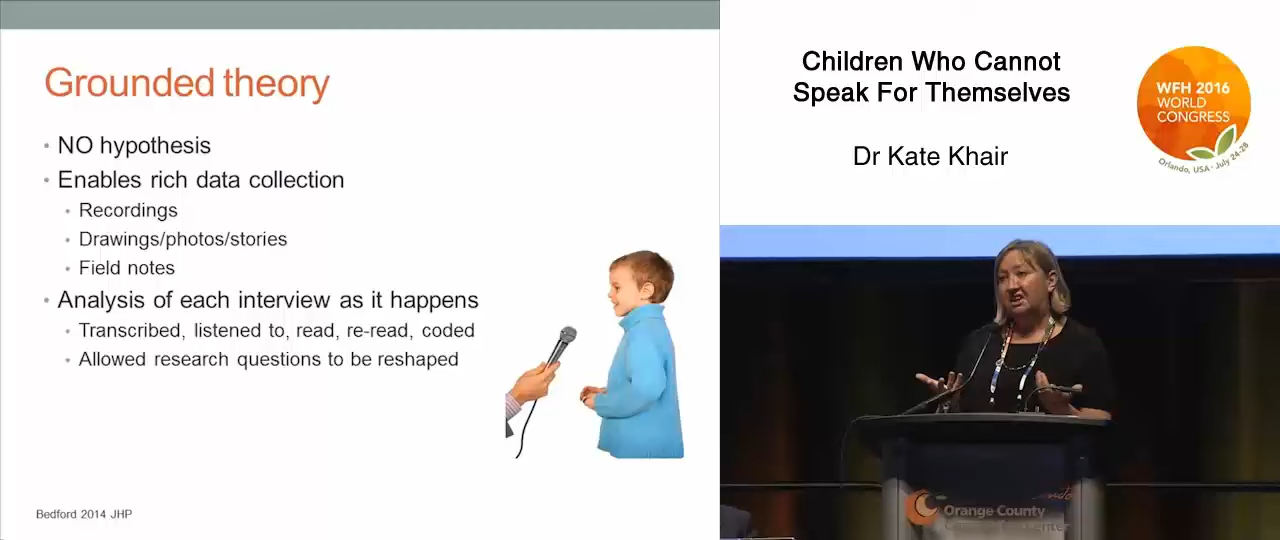 Grounded theory
• NO hypothesis
• Enables rich data collection
• Recordings
• Drawings/photos/stories
• Field notes
• Analysis of each interview as it happens
• Transcribed, listened to, read, re-read, coded
• Allowed research questions to be reshaped
Bedford 2014 JHP
Children Who Cannot
Speak For Themselves
Dr Kate Khair
WFH 2016
WORLD
CONGRESS
Orlando, USA • July 24-28
Orange County
Center